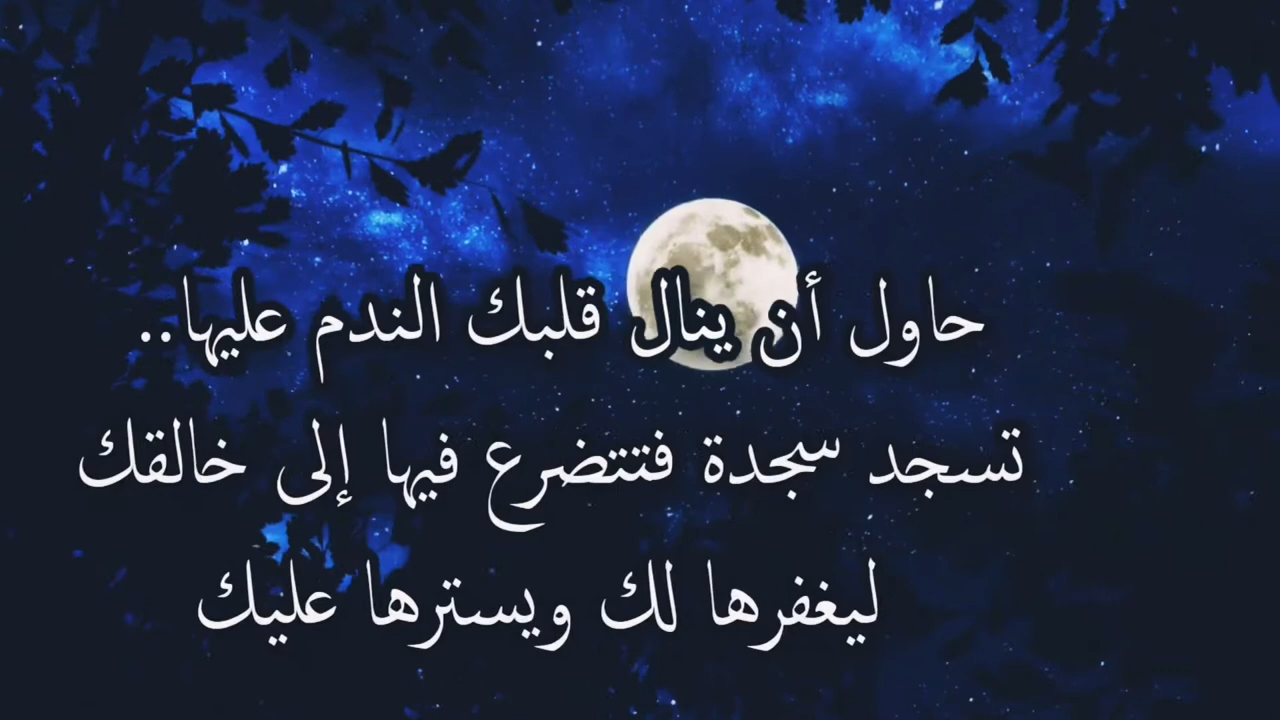 حاول أن ينال قلبك الندم عليها..
تسجد سجدة فتتضرع فيها إلى خالقك
ليغفرها لك ويسترها عليك